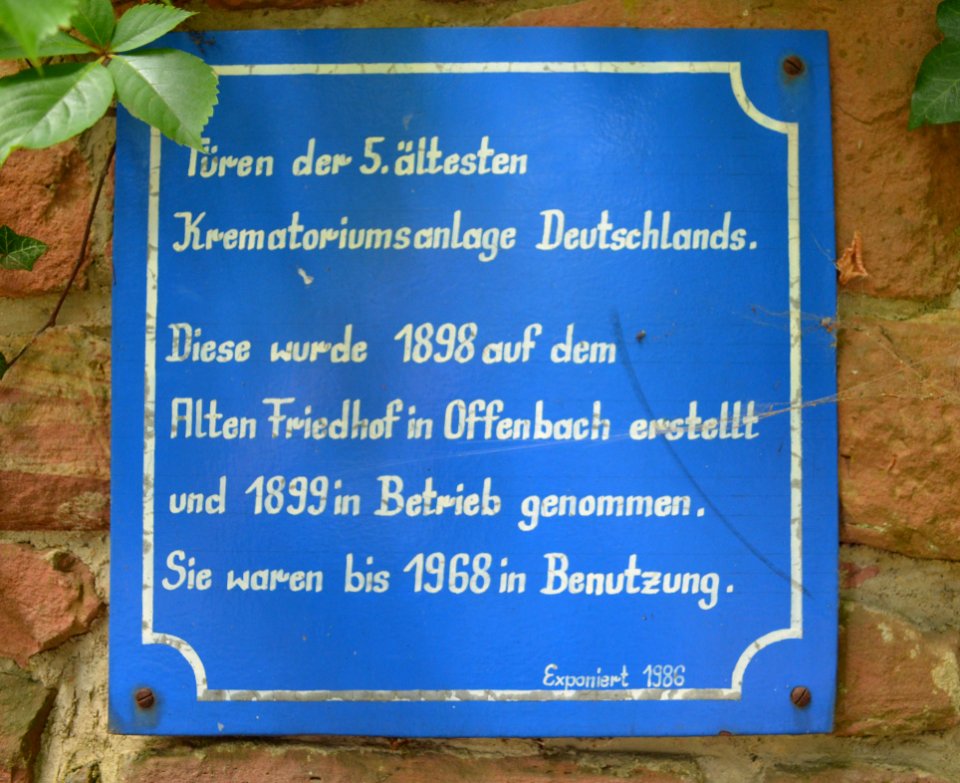 Türen der 5. ältesten
Krematoriumsanlage Deutschlands.
Diese wurde 1898 auf dem
Alten Friedhof in Offenbach erstellt
und 1899 in Betrieb genommen.
Sie waren bis 1968 in Benutzung.
Exponiert 1986